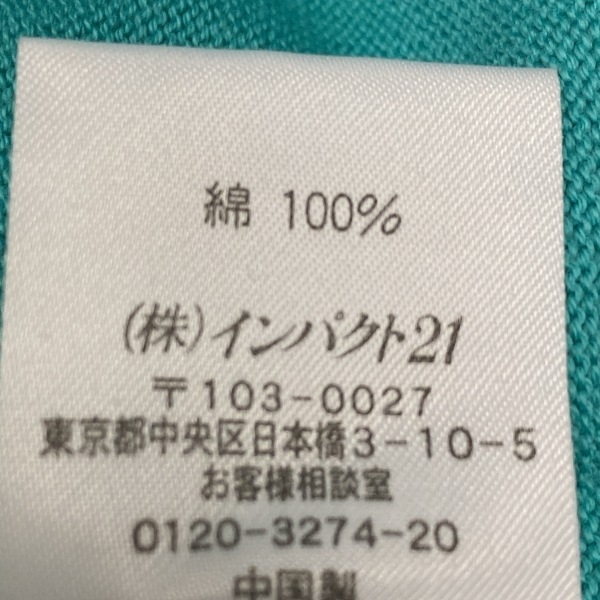 綿 100%
(株)インパクト21
〒103-0027
東京都中央区日本橋3-10-5
お客様相談室
0120-3274-20
中国製